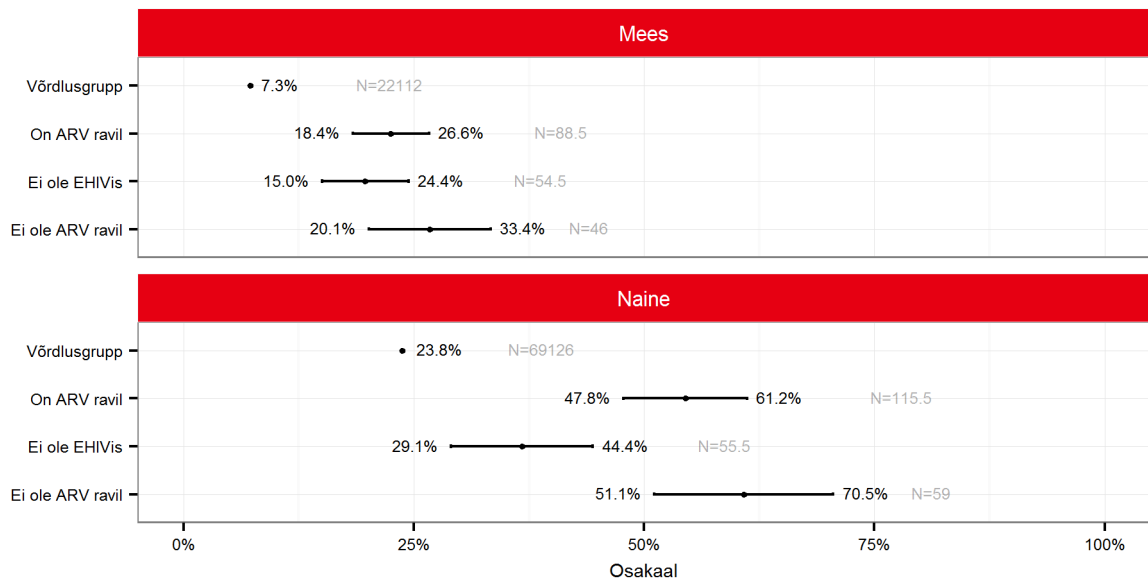 Mees
Võrdlusgrupp 7.3% N=22112
On ARV ravil 18.4% 26.6% N=88.5
Ei ole EHIVis 15.0% 24.4% N=54.5
Ei ole ARV ravil 20.1% 33.4% N=46
Naine
Võrdlusgrupp 23.8% N=69126
On ARV ravil 47.8% 61.2% N=115.5
Ei ole EHIVis 29.1% 44.4% N=55.5
Ei ole ARV ravil 51.1% 70.5% N=59
0% 25% 50% 75% 100%
Osakaal